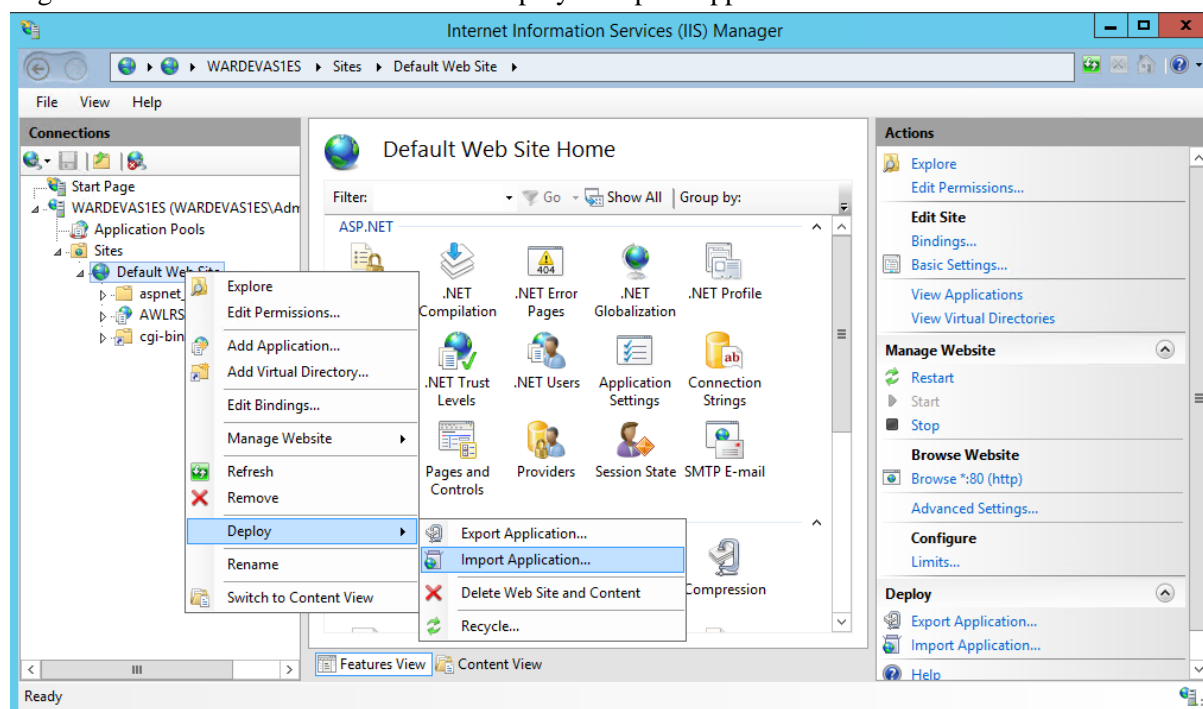 Internet Information Services (IIS) Manager
WARDEVAS1ES Sites Default Web Site
File View Help
Connections
Start Page
WARDEVAS1ES (WARDEVAS1ES\Adm
Application Pools
Sites
Default Web Site
aspnet_
AWLRS
cgi-bin
Explore
Edit Permissions...
Add Application...
Add Virtual Directory...
Edit Bindings...
Manage Website
Refresh
Remove
Deploy
Rename
Switch to Content View
Export Application...
Import Application...
Delete Web Site and Content
Recycle...
Default Web Site Home
Filter: Go Show All Group by:
ASP.NET
.NET
Compilation
.NET Error
Pages
.NET
Globalization
.NET Profile
.NET Trust
Levels
.NET Users
Application
Settings
Connection
Strings
Pages and
Controls
Providers
Session State
SMTP E-mail
Compression
Features View Content View
Actions
Explore
Edit Permissions...
Edit Site
Bindings...
Basic Settings...
View Applications
View Virtual Directories
Manage Website
Restart
Start
Stop
Browse Website
Browse *:80 (http)
Advanced Settings...
Configure
Limits...
Deploy
Export Application...
Import Application...
Help
Ready